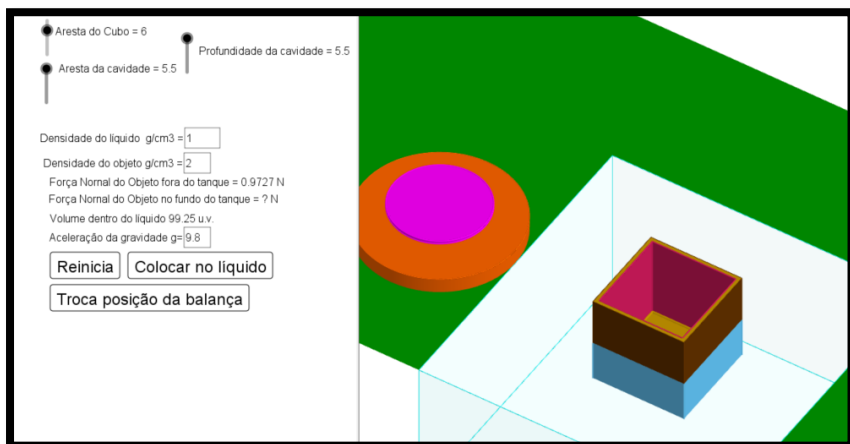 Aresta do Cubo = 6
Profundidade da cavidade = 5.5
Aresta da cavidade = 5.5
Densidade do líquido g/cm3 = 1
Densidade do objeto g/cm3 = 2
Força Normal do Objeto fora do tanque = 0.9727 N
Força Normal do Objeto no fundo do tanque = ? N
Volume dentro do líquido 99.25 u.v.
Aceleração da gravidade g= 9.8
Reinicia Colocar no líquido
Troca posição da balança